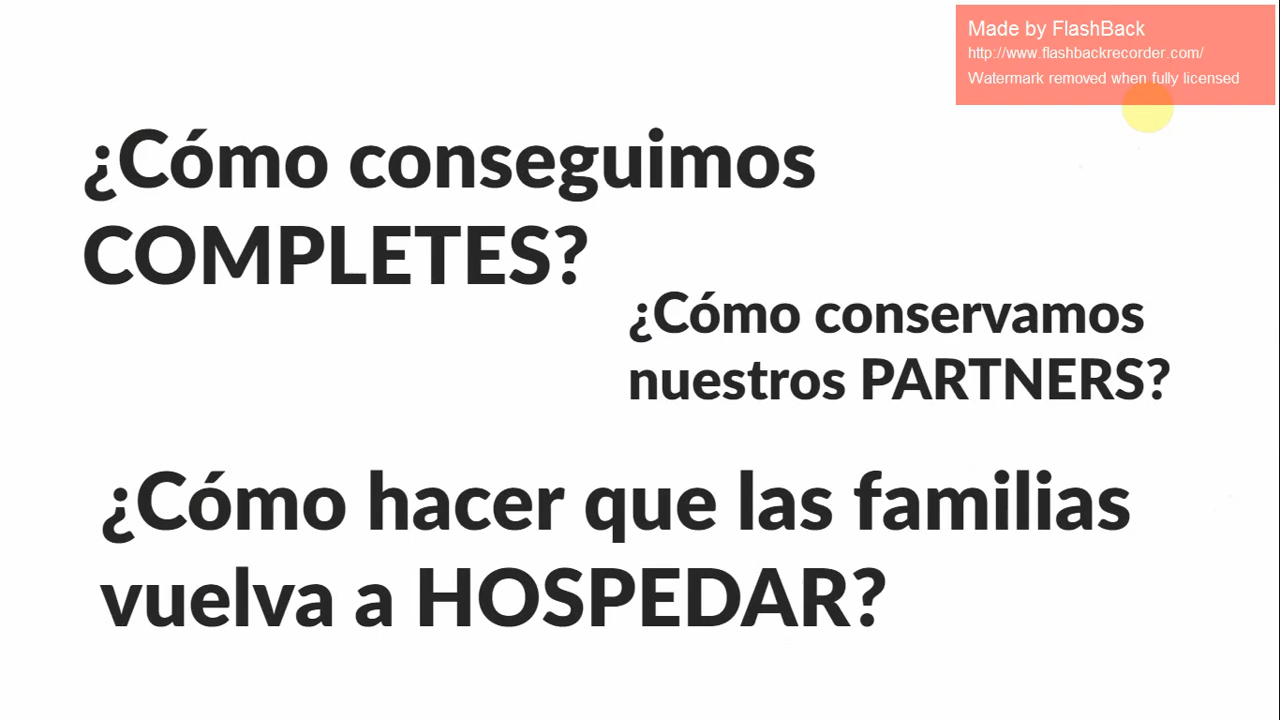 Made by FlashBack
http://www.flashbackrecorder.com/
Watermark removed when fully licensed
¿Cómo conseguimos
COMPLETES?
¿Cómo conservamos
nuestros PARTNERS?
¿Cómo hacer que las familias
vuelva a HOSPEDAR?